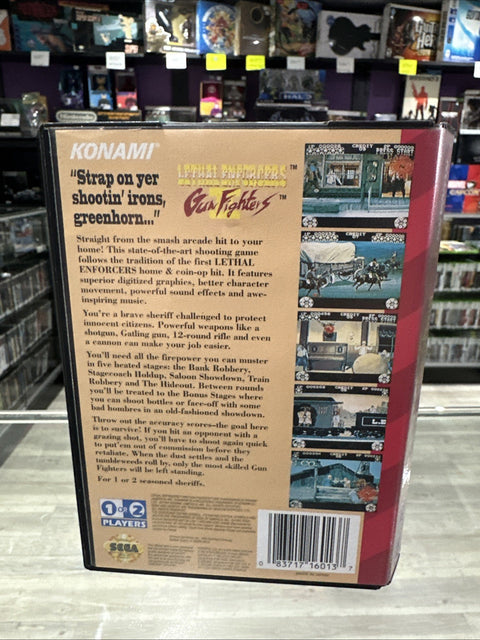 KONAMI®
"Strap on yer
shootin' irons,
greenhorn..."
LETHAL ENFORCERS™
Gun Fighters™
Straight from the smash arcade hit to your
home! This state-of-the-art shooting game
follows the tradition of the first LETHAL
ENFORCERS home & coin-op hit. It features
superior digitized graphics, better character
movement, powerful sound effects and awe-
inspiring music.
You're a brave sheriff challenged to protect
innocent citizens. Powerful weapons like a
shotgun, Gatling gun, 12-round rifle and even
a cannon can make your job easier.
You'll need all the firepower you can muster
in five heated stages: the Bank Robbery,
Stagecoach Holdup, Saloon Showdown, Train
Robbery and The Hideout. Between rounds
you'll be treated to the Bonus Stages where
you can shoot bottles or face-off with some
bad hombres in an old-fashioned showdown.
Throw out the accuracy scores–the goal here
is to survive! If you hit an opponent with a
grazing shot, you'll have to shoot again quick
to put'em out of commission before they
retaliate. When the dust settles and the
tumbleweeds roll by, only the most skilled Gun
Fighters will be left standing.
For 1 or 2 seasoned sheriffs.
1 OR 2
PLAYERS
SEGA
0 83717 16013 7